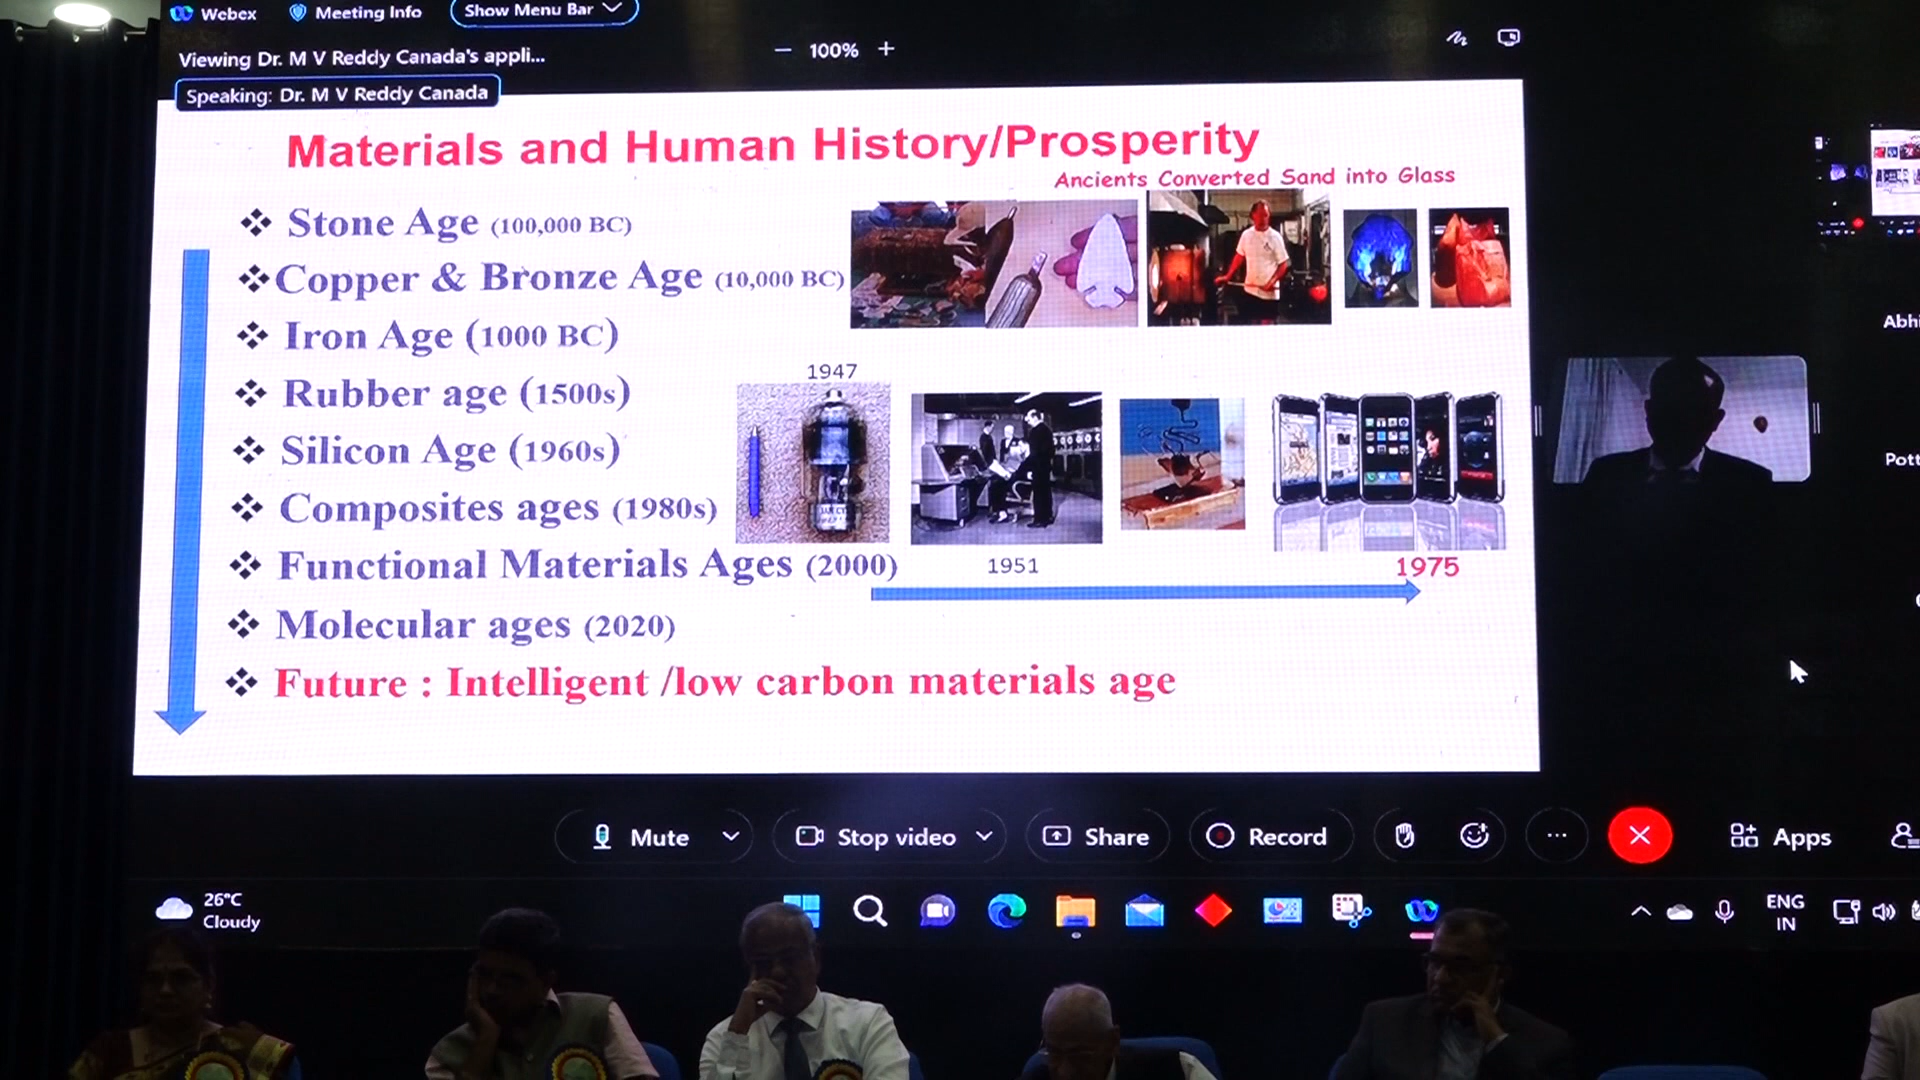 Webex
Meeting Info
Show Menu Bar
Viewing Dr. M V Reddy Canada's appli...
100%
Speaking: Dr. M V Reddy Canada
Materials and Human History/Prosperity
Ancients Converted Sand into Glass
Stone Age (100,000 BC)
Copper & Bronze Age (10,000 BC)
Iron Age (1000 BC)
1947
Rubber age (1500s)
Silicon Age (1960s)
Composites ages (1980s)
Functional Materials Ages (2000)
1951
1975
Molecular ages (2020)
Future : Intelligent /low carbon materials age
Abhi
Pott
Mute
Stop video
Share
Record
Apps
26°C
Cloudy
ENG
IN